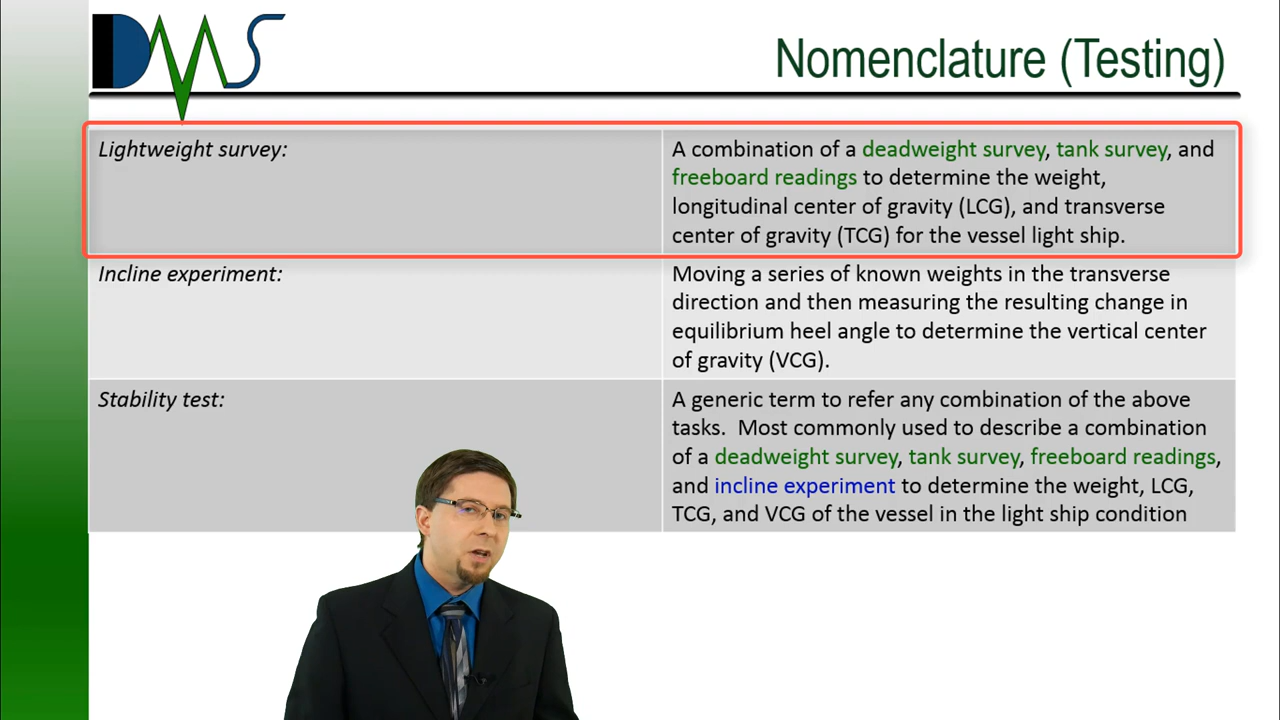 DMS
Nomenclature (Testing)
Lightweight survey:
A combination of a deadweight survey, tank survey, and
freeboard readings to determine the weight,
longitudinal center of gravity (LCG), and transverse
center of gravity (TCG) for the vessel light ship.
Incline experiment:
Moving a series of known weights in the transverse
direction and then measuring the resulting change in
equilibrium heel angle to determine the vertical center
of gravity (VCG).
Stability test:
A generic term to refer any combination of the above
tasks. Most commonly used to describe a combination
of a deadweight survey, tank survey, freeboard readings,
and incline experiment to determine the weight, LCG,
TCG, and VCG of the vessel in the light ship condition